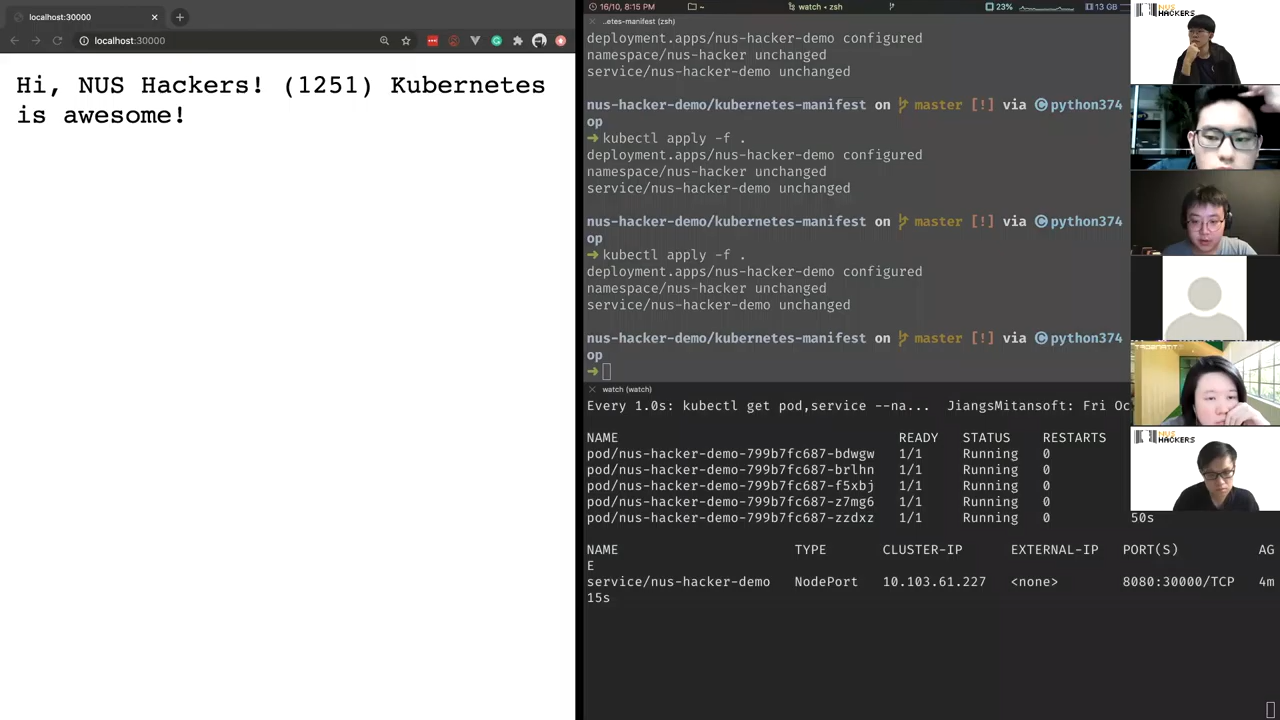 localhost:30000
localhost:30000
Hi, NUS Hackers! (1251) Kubernetes
is awesome!
16/10, 8:15 PM
~
watch • zsh
23%
13 GB
..etes-manifest (zsh)
deployment.apps/nus-hacker-demo configured
namespace/nus-hacker unchanged
service/nus-hacker-demo unchanged
nus-hacker-demo/kubernetes-manifest on master [!] via python374
op
➜ kubectl apply -f .
deployment.apps/nus-hacker-demo configured
namespace/nus-hacker unchanged
service/nus-hacker-demo unchanged
nus-hacker-demo/kubernetes-manifest on master [!] via python374
op
➜ kubectl apply -f .
deployment.apps/nus-hacker-demo configured
namespace/nus-hacker unchanged
service/nus-hacker-demo unchanged
nus-hacker-demo/kubernetes-manifest on master [!] via python374
op
➜
watch (watch)
Every 1.0s: kubectl get pod,service --na... JiangsMitansoft: Fri Oc
NAME READY STATUS RESTARTS
pod/nus-hacker-demo-799b7fc687-bdwgw 1/1 Running 0
pod/nus-hacker-demo-799b7fc687-brlhn 1/1 Running 0
pod/nus-hacker-demo-799b7fc687-f5xbj 1/1 Running 0
pod/nus-hacker-demo-799b7fc687-z7mg6 1/1 Running 0
pod/nus-hacker-demo-799b7fc687-zzdxz 1/1 Running 0 50s
NAME TYPE CLUSTER-IP EXTERNAL-IP PORT(S) AG
E
service/nus-hacker-demo NodePort 10.103.61.227 <none> 8080:30000/TCP 4m
15s
NUS
HACKERS
NUS
HACKERS